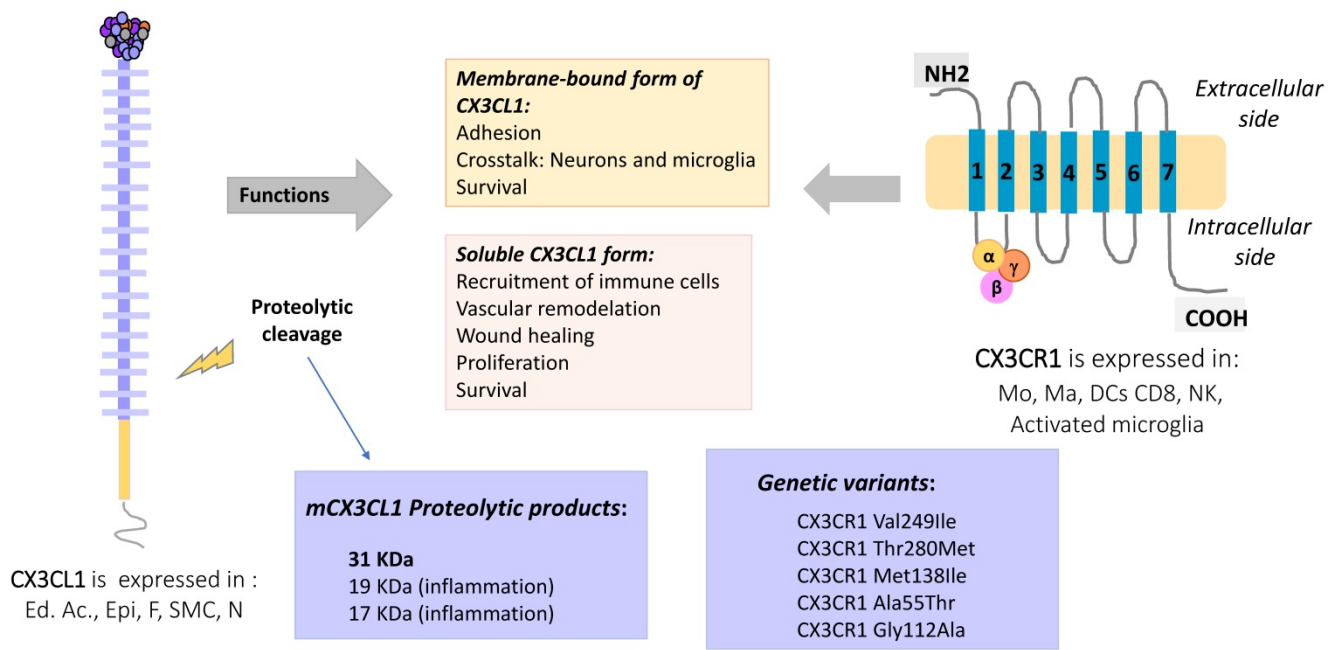 Membrane-bound form of
CX3CL1:
Adhesion
Crosstalk: Neurons and microglia
Survival
Functions
Soluble CX3CL1 form:
Recruitment of immune cells
Vascular remodelation
Wound healing
Proliferation
Survival
Proteolytic
cleavage
NH2
Extracellular
side
1 2 3 4 5 6 7
Intracellular
side
α
γ
β
COOH
CX3CR1 is expressed in:
Mo, Ma, DCs CD8, NK,
Activated microglia
CX3CL1 is expressed in :
Ed. Ac., Epi, F, SMC, N
mCX3CL1 Proteolytic products:
31 KDa
19 KDa (inflammation)
17 KDa (inflammation)
Genetic variants:
CX3CR1 Val249Ile
CX3CR1 Thr280Met
CX3CR1 Met138Ile
CX3CR1 Ala55Thr
CX3CR1 Gly112Ala